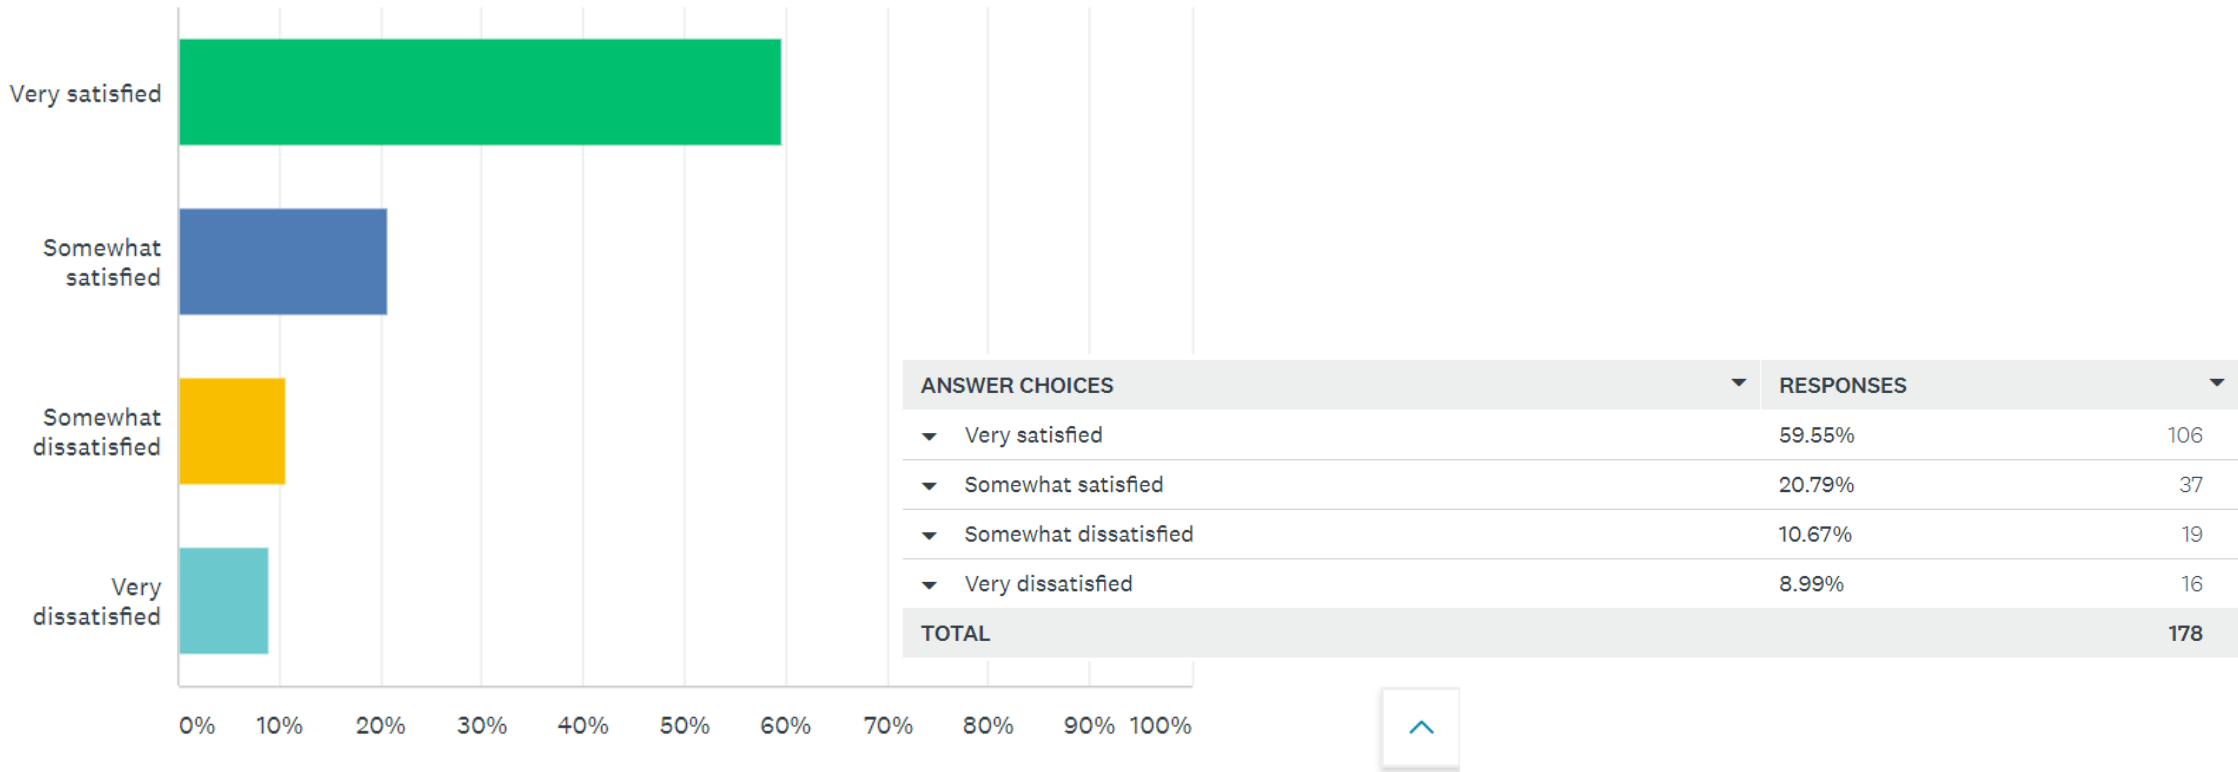 Very satisfied
Somewhat
satisfied
Somewhat
dissatisfied
Very
dissatisfied
0% 10% 20% 30% 40% 50% 60% 70% 80% 90% 100%
ANSWER CHOICES RESPONSES
Very satisfied 59.55% 106
Somewhat satisfied 20.79% 37
Somewhat dissatisfied 10.67% 19
Very dissatisfied 8.99% 16
TOTAL 178